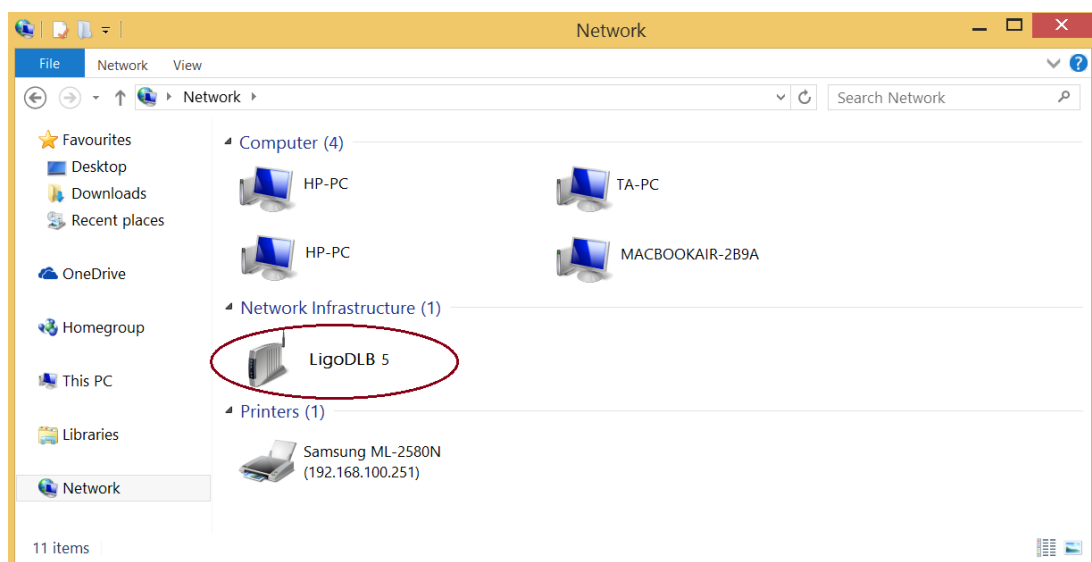 Network
File Network View
Network
Search Network
Favourites
Desktop
Downloads
Recent places
OneDrive
Homegroup
This PC
Libraries
Network
Computer (4)
HP-PC TA-PC
HP-PC MACBOOKAIR-2B9A
Network Infrastructure (1)
LigoDLB 5
Printers (1)
Samsung ML-2580N
(192.168.100.251)
11 items